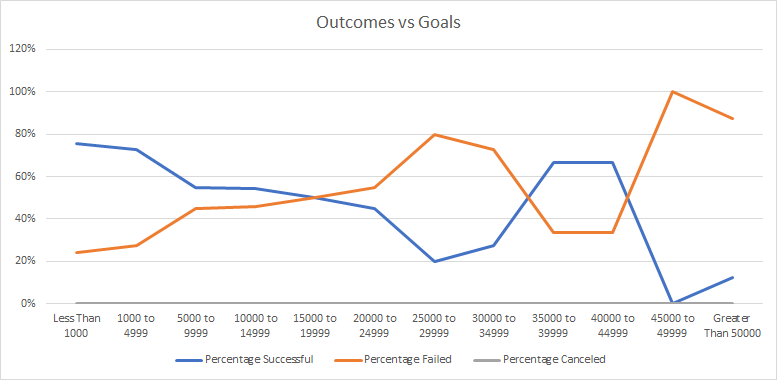 Outcomes vs Goals
120%
100%
80%
60%
40%
20%
0%
Less Than 1000 to 5000 to 10000 to 15000 to 20000 to 25000 to 30000 to 35000 to 40000 to 45000 to Greater
1000 4999 9999 14999 19999 24999 29999 34999 39999 44999 49999 Than 50000
Percentage Successful Percentage Failed Percentage Canceled